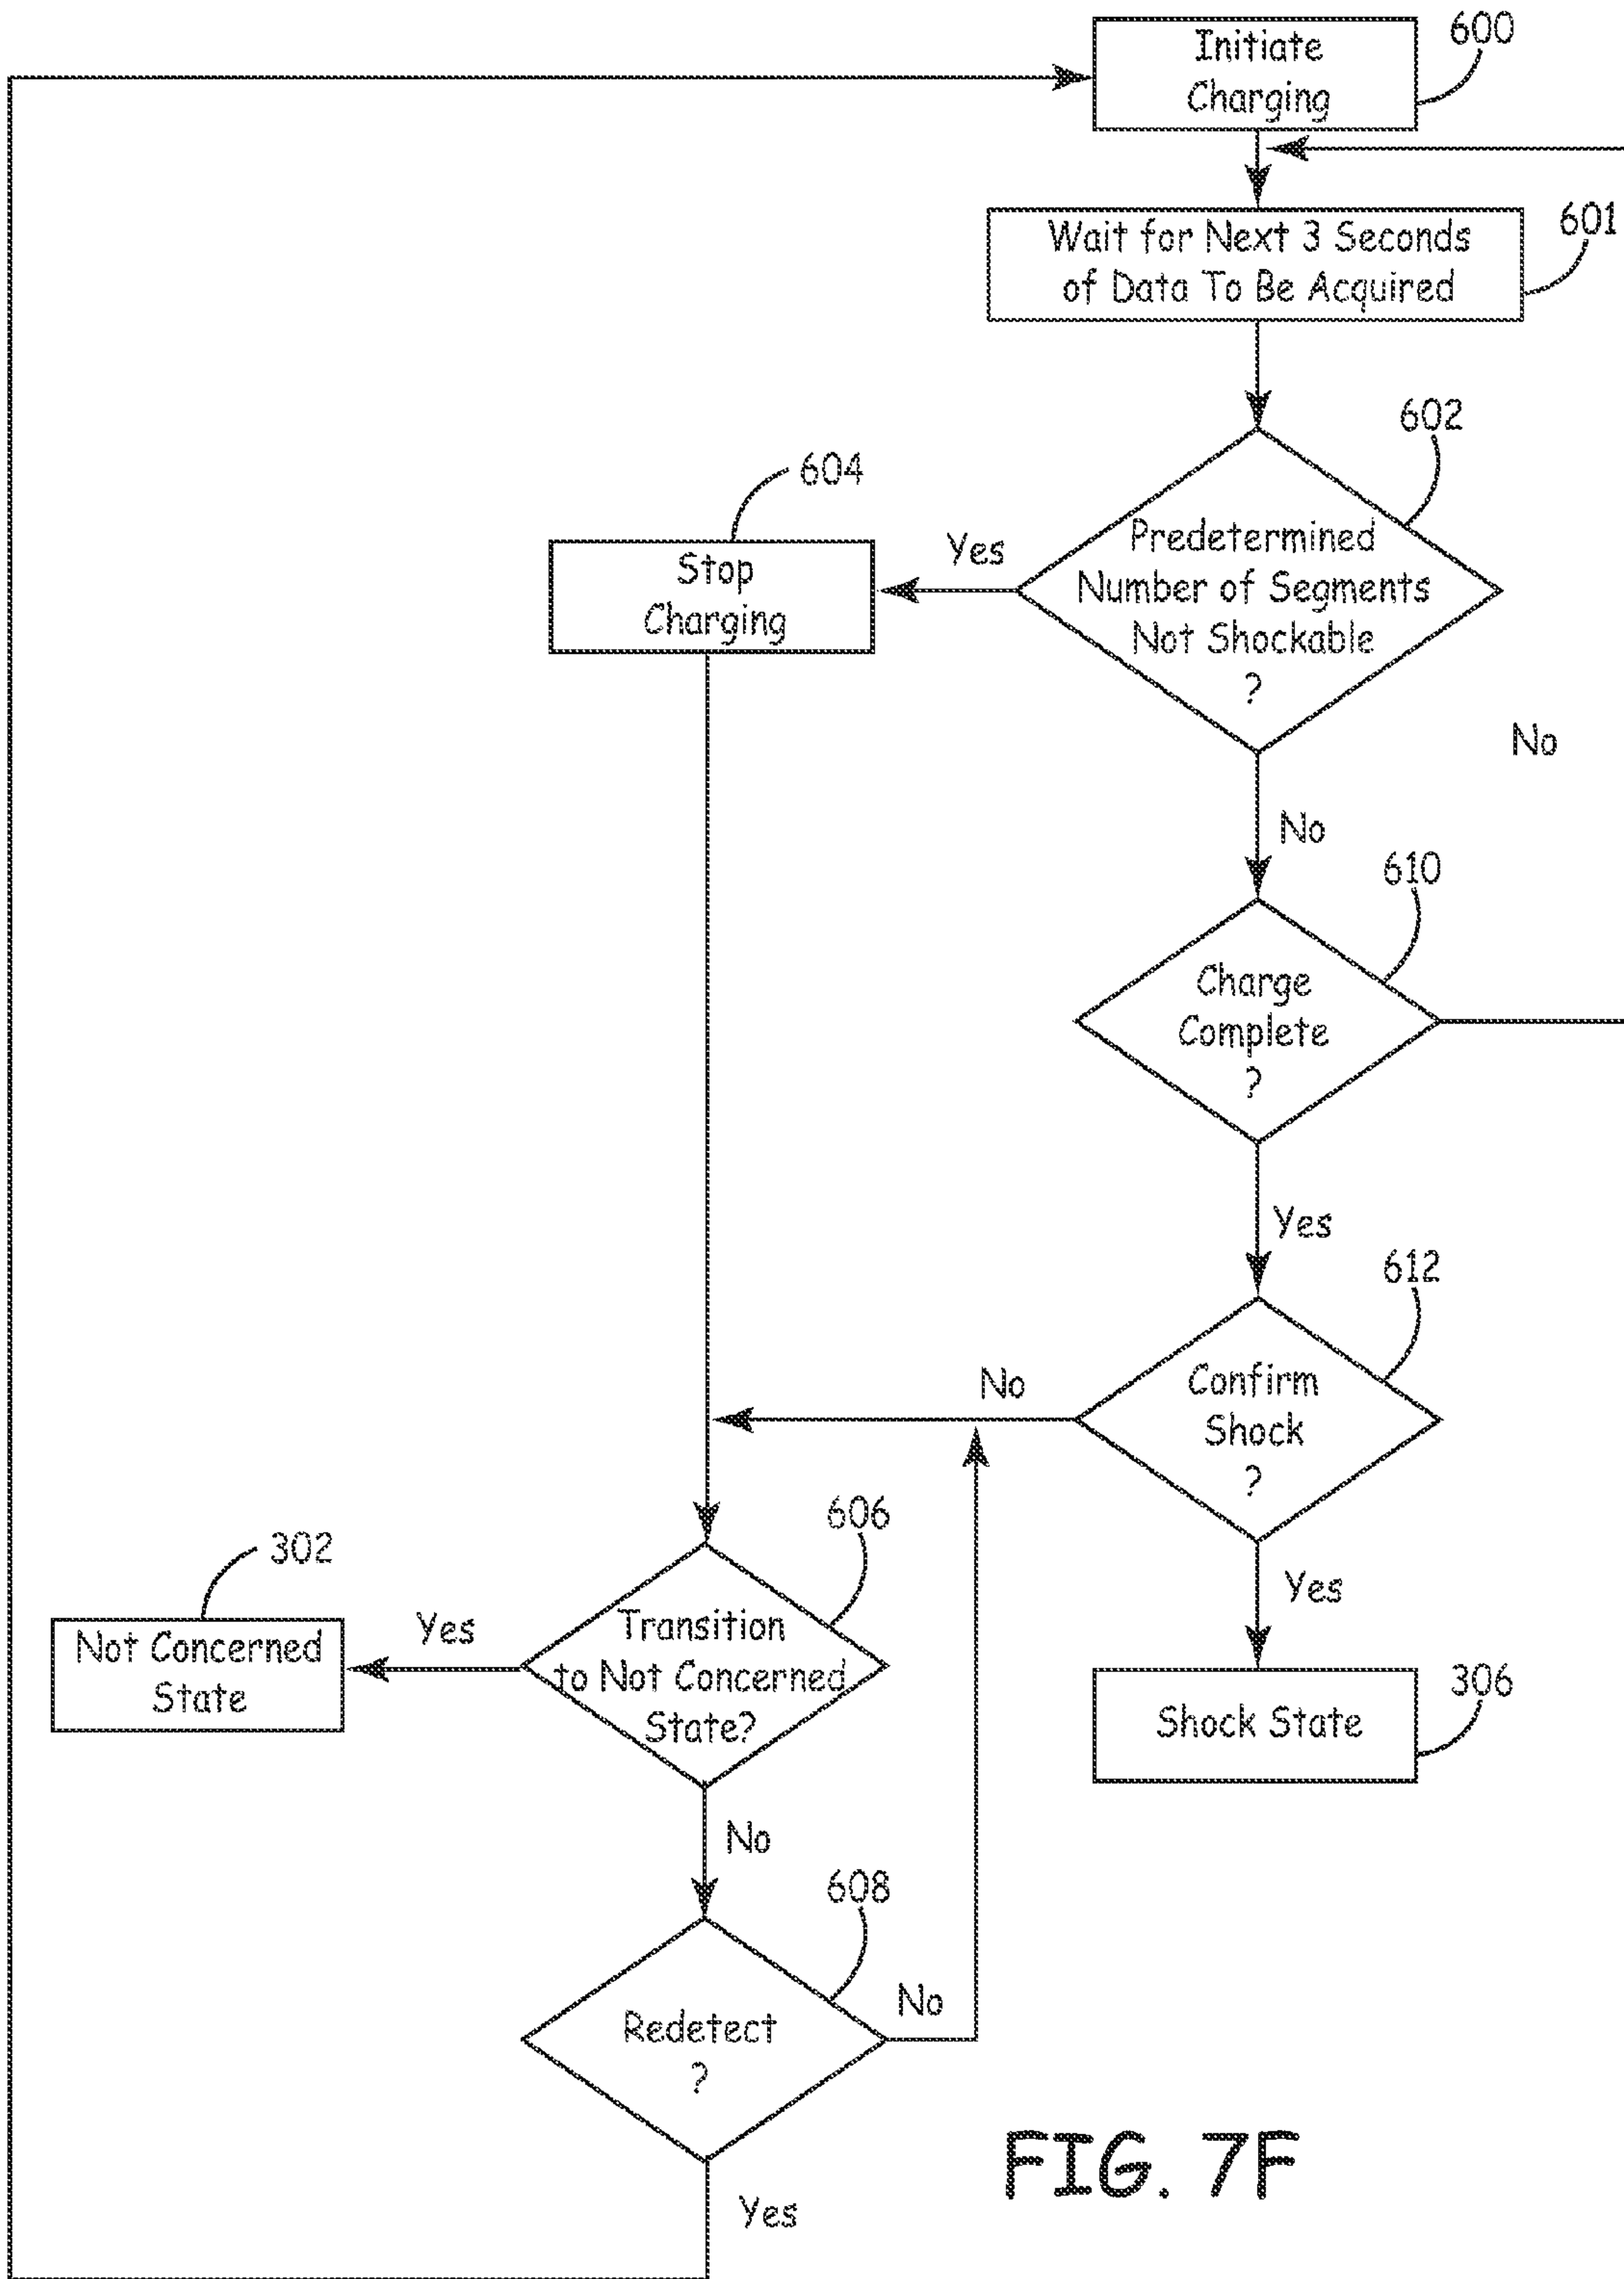 Initiate
Charging
600
Wait for Next 3 Seconds
of Data To Be Acquired
601
602
604
Predetermined
Number of Segments
Not Shockable
?
Yes
Stop
Charging
No
No
610
Charge
Complete
?
Yes
612
Confirm
Shock
?
No
606
302
Transition
to Not Concerned
State?
Yes
Not Concerned
State
Yes
306
Shock State
No
608
Redetect
?
No
Yes
FIG. 7F